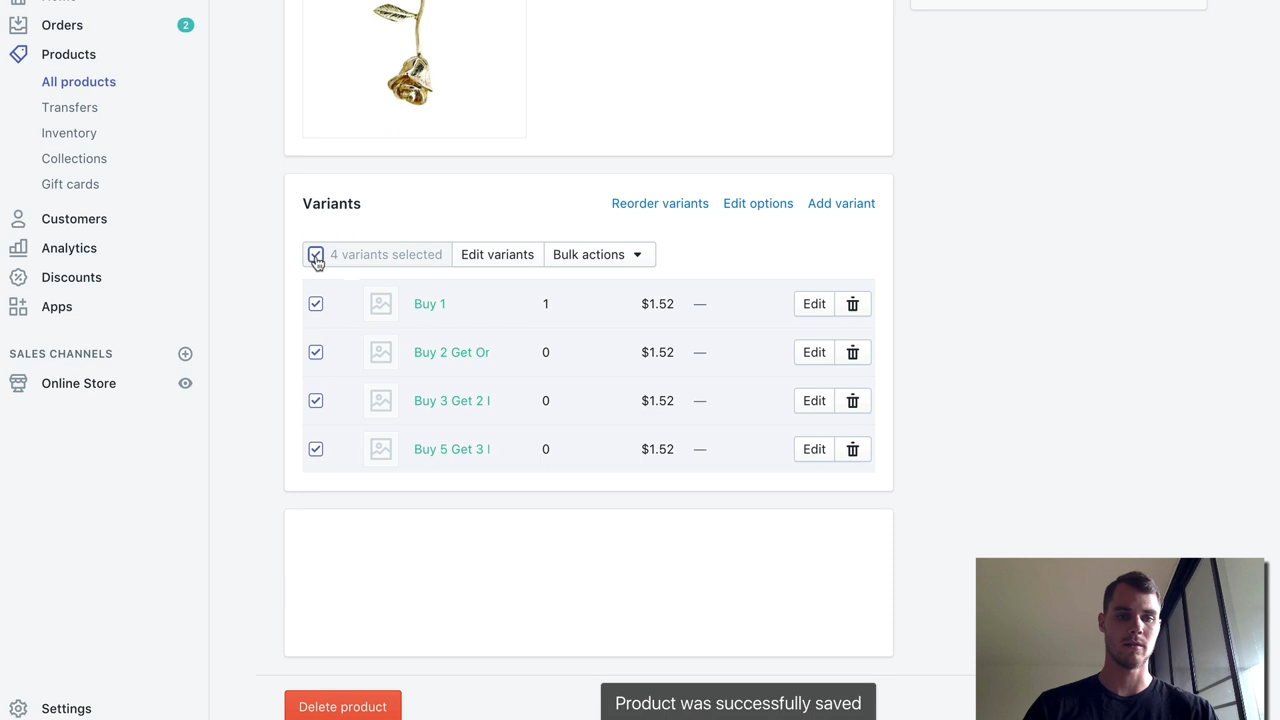 Orders 2
Products
All products
Transfers
Inventory
Collections
Gift cards
Customers
Analytics
Discounts
Apps
SALES CHANNELS
Online Store
Settings
Variants Reorder variants Edit options Add variant
4 variants selected Edit variants Bulk actions
Buy 1 1 $1.52 — Edit
Buy 2 Get Or 0 $1.52 — Edit
Buy 3 Get 2 0 $1.52 — Edit
Buy 5 Get 3 0 $1.52 — Edit
Delete product
Product was successfully saved